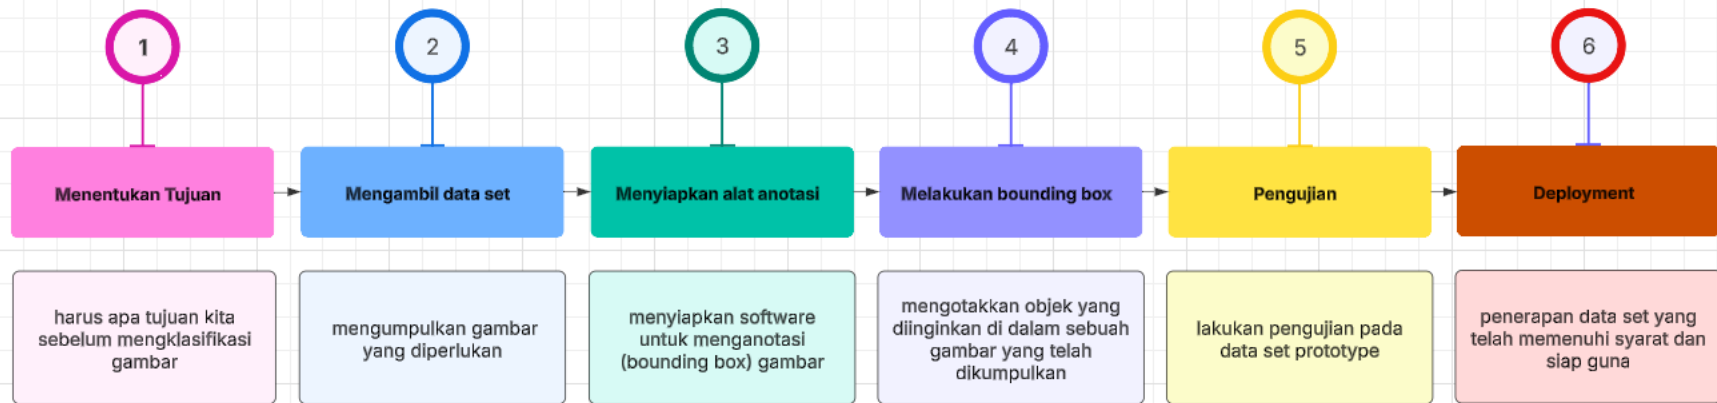 1
2
3
4
5
6
Menentukan Tujuan
Mengambil data set
Menyiapkan alat anotasi
Melakukan bounding box
Pengujian
Deployment
harus apa tujuan kita
sebelum mengklasifikasi
gambar
mengumpulkan gambar
yang diperlukan
menyiapkan software
untuk menganotasi
(bounding box) gambar
mengotakkan objek yang
diinginkan di dalam sebuah
gambar yang telah
dikumpulkan
lakukan pengujian pada
data set prototype
penerapan data set yang
telah memenuhi syarat dan
siap guna